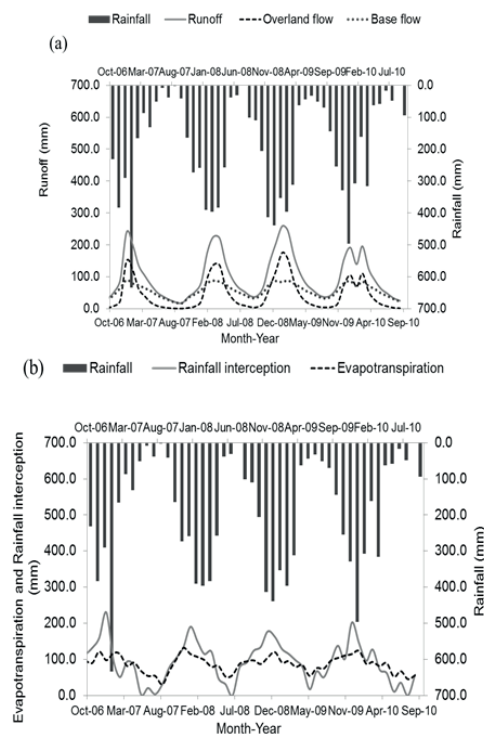 Rainfall Runoff Overland flow Base flow
(a)
Oct-06 Mar-07 Aug-07 Jan-08 Jun-08 Nov-08 Apr-09 Sep-09 Feb-10 Jul-10
700.0 0.0
600.0 100.0
500.0 200.0
400.0 300.0
300.0 400.0
200.0 500.0
100.0 600.0
0.0 700.0
Runoff (mm)
Rainfall (mm)
Oct-06 Mar-07 Aug-07 Feb-08 Jul-08 Dec-08 May-09 Nov-09 Apr-10 Sep-10
Month-Year
(b) Rainfall Rainfall interception Evapotranspiration
Oct-06 Mar-07 Aug-07 Jan-08 Jun-08 Nov-08 Apr-09 Sep-09 Feb-10 Jul-10
700.0 0.0
600.0 100.0
500.0 200.0
400.0 300.0
300.0 400.0
200.0 500.0
100.0 600.0
0.0 700.0
Evapotranspiration and Rainfall interception
(mm)
Rainfall (mm)
Oct-06 Mar-07 Aug-07 Feb-08 Jul-08 Dec-08 May-09 Nov-09 Apr-10 Sep-10
Month-Year